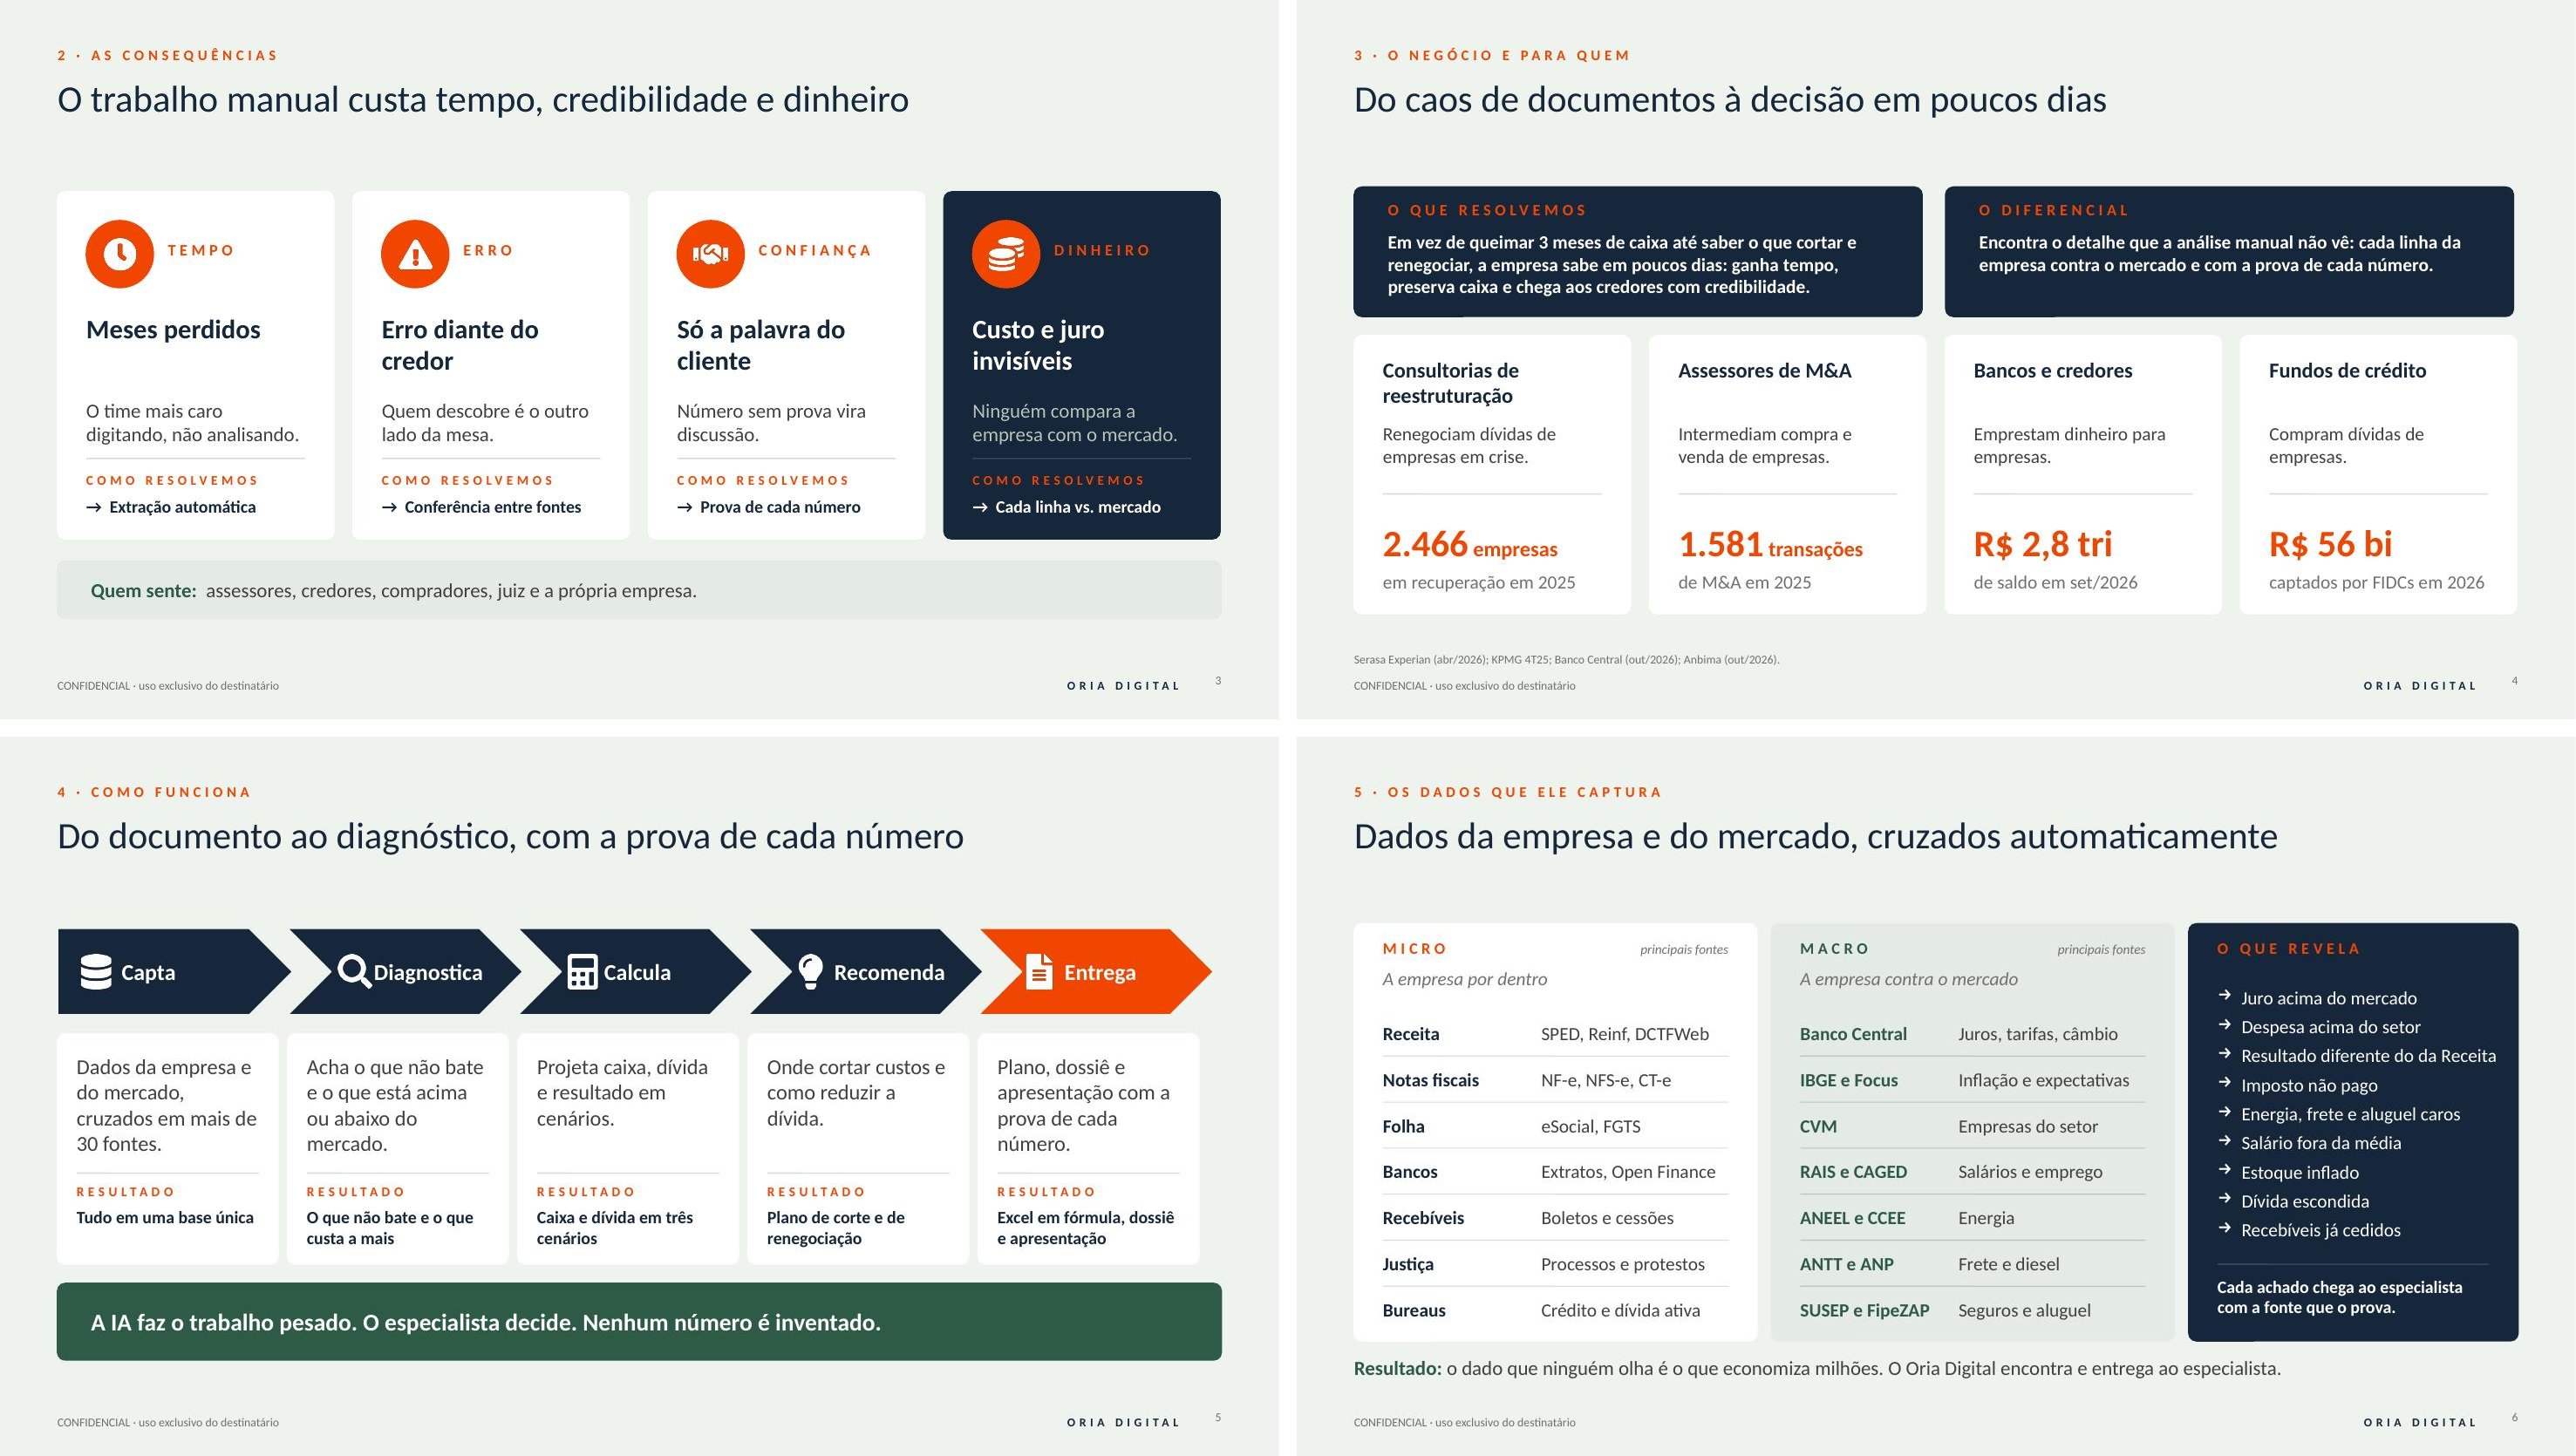 2 · AS CONSEQUÊNCIAS
O trabalho manual custa tempo, credibilidade e dinheiro
TEMPO
Meses perdidos
O time mais caro
digitando, não analisando.
COMO RESOLVEMOS
→ Extração automática
ERRO
Erro diante do
credor
Quem descobre é o outro
lado da mesa.
COMO RESOLVEMOS
→ Conferência entre fontes
CONFIANÇA
Só a palavra do
cliente
Número sem prova vira
discussão.
COMO RESOLVEMOS
→ Prova de cada número
DINHEIRO
Custo e juro
invisíveis
Ninguém compara a
empresa com o mercado.
COMO RESOLVEMOS
→ Cada linha vs. mercado
Quem sente: assessores, credores, compradores, juiz e a própria empresa.
CONFIDENCIAL · uso exclusivo do destinatário
ORIA DIGITAL
3
3 · O NEGÓCIO E PARA QUEM
Do caos de documentos à decisão em poucos dias
O QUE RESOLVEMOS
Em vez de queimar 3 meses de caixa até saber o que cortar e
renegociar, a empresa sabe em poucos dias: ganha tempo,
preserva caixa e chega aos credores com credibilidade.
O DIFERENCIAL
Encontra o detalhe que a análise manual não vê: cada linha da
empresa contra o mercado e com a prova de cada número.
Consultorias de
reestruturação
Renegociam dívidas de
empresas em crise.
2.466 empresas
em recuperação em 2025
Assessores de M&A
Intermediam compra e
venda de empresas.
1.581 transações
de M&A em 2025
Bancos e credores
Emprestam dinheiro para
empresas.
R$ 2,8 tri
de saldo em set/2026
Fundos de crédito
Compram dívidas de
empresas.
R$ 56 bi
captados por FIDCs em 2026
Serasa Experian (abr/2026); KPMG 4T25; Banco Central (out/2026); Anbima (out/2026).
CONFIDENCIAL · uso exclusivo do destinatário
ORIA DIGITAL
4
4 · COMO FUNCIONA
Do documento ao diagnóstico, com a prova de cada número
Capta
Diagnostica
Calcula
Recomenda
Entrega
Dados da empresa e
do mercado,
cruzados em mais de
30 fontes.
RESULTADO
Tudo em uma base única
Acha o que não bate
e o que está acima
ou abaixo do
mercado.
RESULTADO
O que não bate e o que
custa a mais
Projeta caixa, dívida
e resultado em
cenários.
RESULTADO
Caixa e dívida em três
cenários
Onde cortar custos e
como reduzir a
dívida.
RESULTADO
Plano de corte e de
renegociação
Plano, dossiê e
apresentação com a
prova de cada
número.
RESULTADO
Excel em fórmula, dossiê
e apresentação
A IA faz o trabalho pesado. O especialista decide. Nenhum número é inventado.
CONFIDENCIAL · uso exclusivo do destinatário
ORIA DIGITAL
5
5 · OS DADOS QUE ELE CAPTURA
Dados da empresa e do mercado, cruzados automaticamente
MICRO principais fontes
A empresa por dentro
Receita SPED, Reinf, DCTFWeb
Notas fiscais NF-e, NFS-e, CT-e
Folha eSocial, FGTS
Bancos Extratos, Open Finance
Recebíveis Boletos e cessões
Justiça Processos e protestos
Bureaus Crédito e dívida ativa
MACRO principais fontes
A empresa contra o mercado
Banco Central Juros, tarifas, câmbio
IBGE e Focus Inflação e expectativas
CVM Empresas do setor
RAIS e CAGED Salários e emprego
ANEEL e CCEE Energia
ANTT e ANP Frete e diesel
SUSEP e FipeZAP Seguros e aluguel
O QUE REVELA
→ Juro acima do mercado
→ Despesa acima do setor
→ Resultado diferente do da Receita
→ Imposto não pago
→ Energia, frete e aluguel caros
→ Salário fora da média
→ Estoque inflado
→ Dívida escondida
→ Recebíveis já cedidos
Cada achado chega ao especialista
com a fonte que o prova.
Resultado: o dado que ninguém olha é o que economiza milhões. O Oria Digital encontra e entrega ao especialista.
CONFIDENCIAL · uso exclusivo do destinatário
ORIA DIGITAL
6